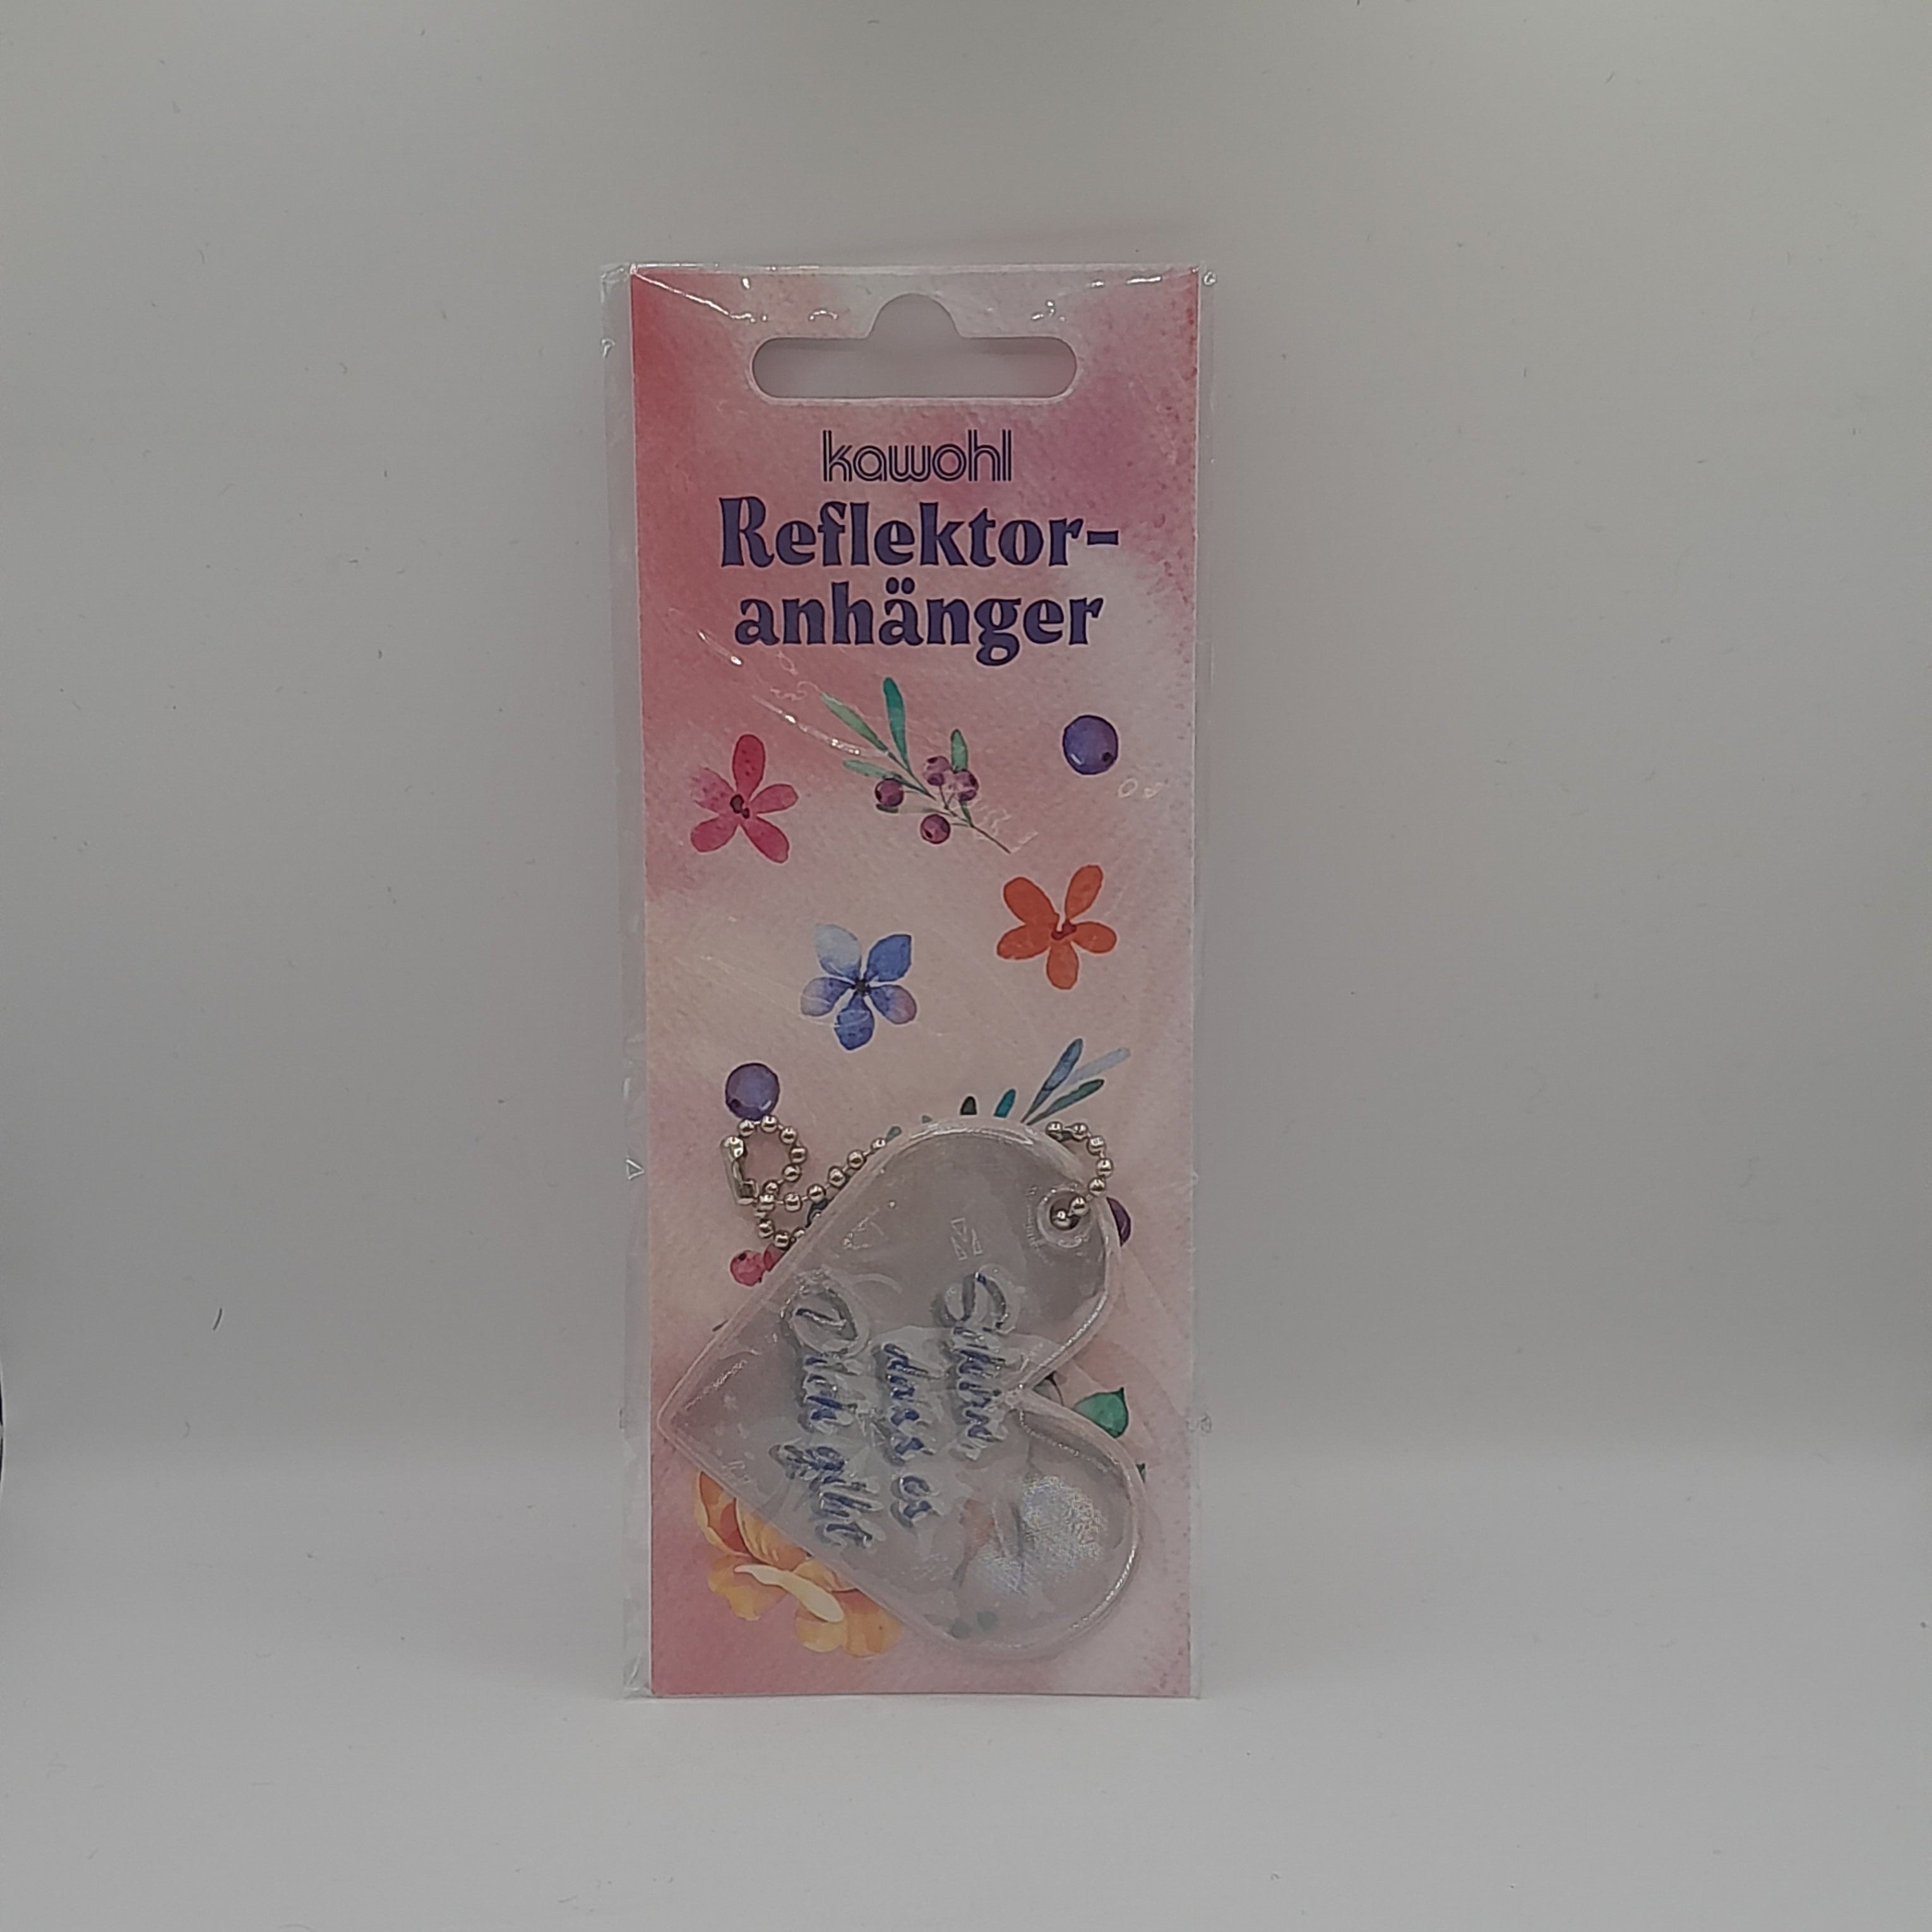 kawohl
Reflektor-
anhänger
Schön,
dass es
Dich gibt